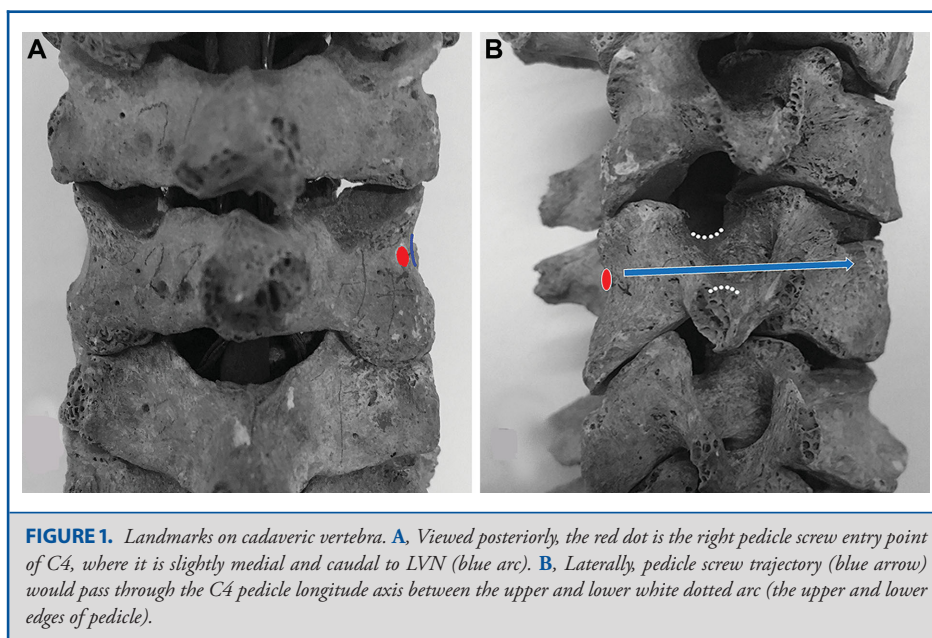 A
B
FIGURE 1. Landmarks on cadaveric vertebra. A, Viewed posteriorly, the red dot is the right pedicle screw entry point
of C4, where it is slightly medial and caudal to LVN (blue arc). B, Laterally, pedicle screw trajectory (blue arrow)
would pass through the C4 pedicle longitude axis between the upper and lower white dotted arc (the upper and lower
edges of pedicle).